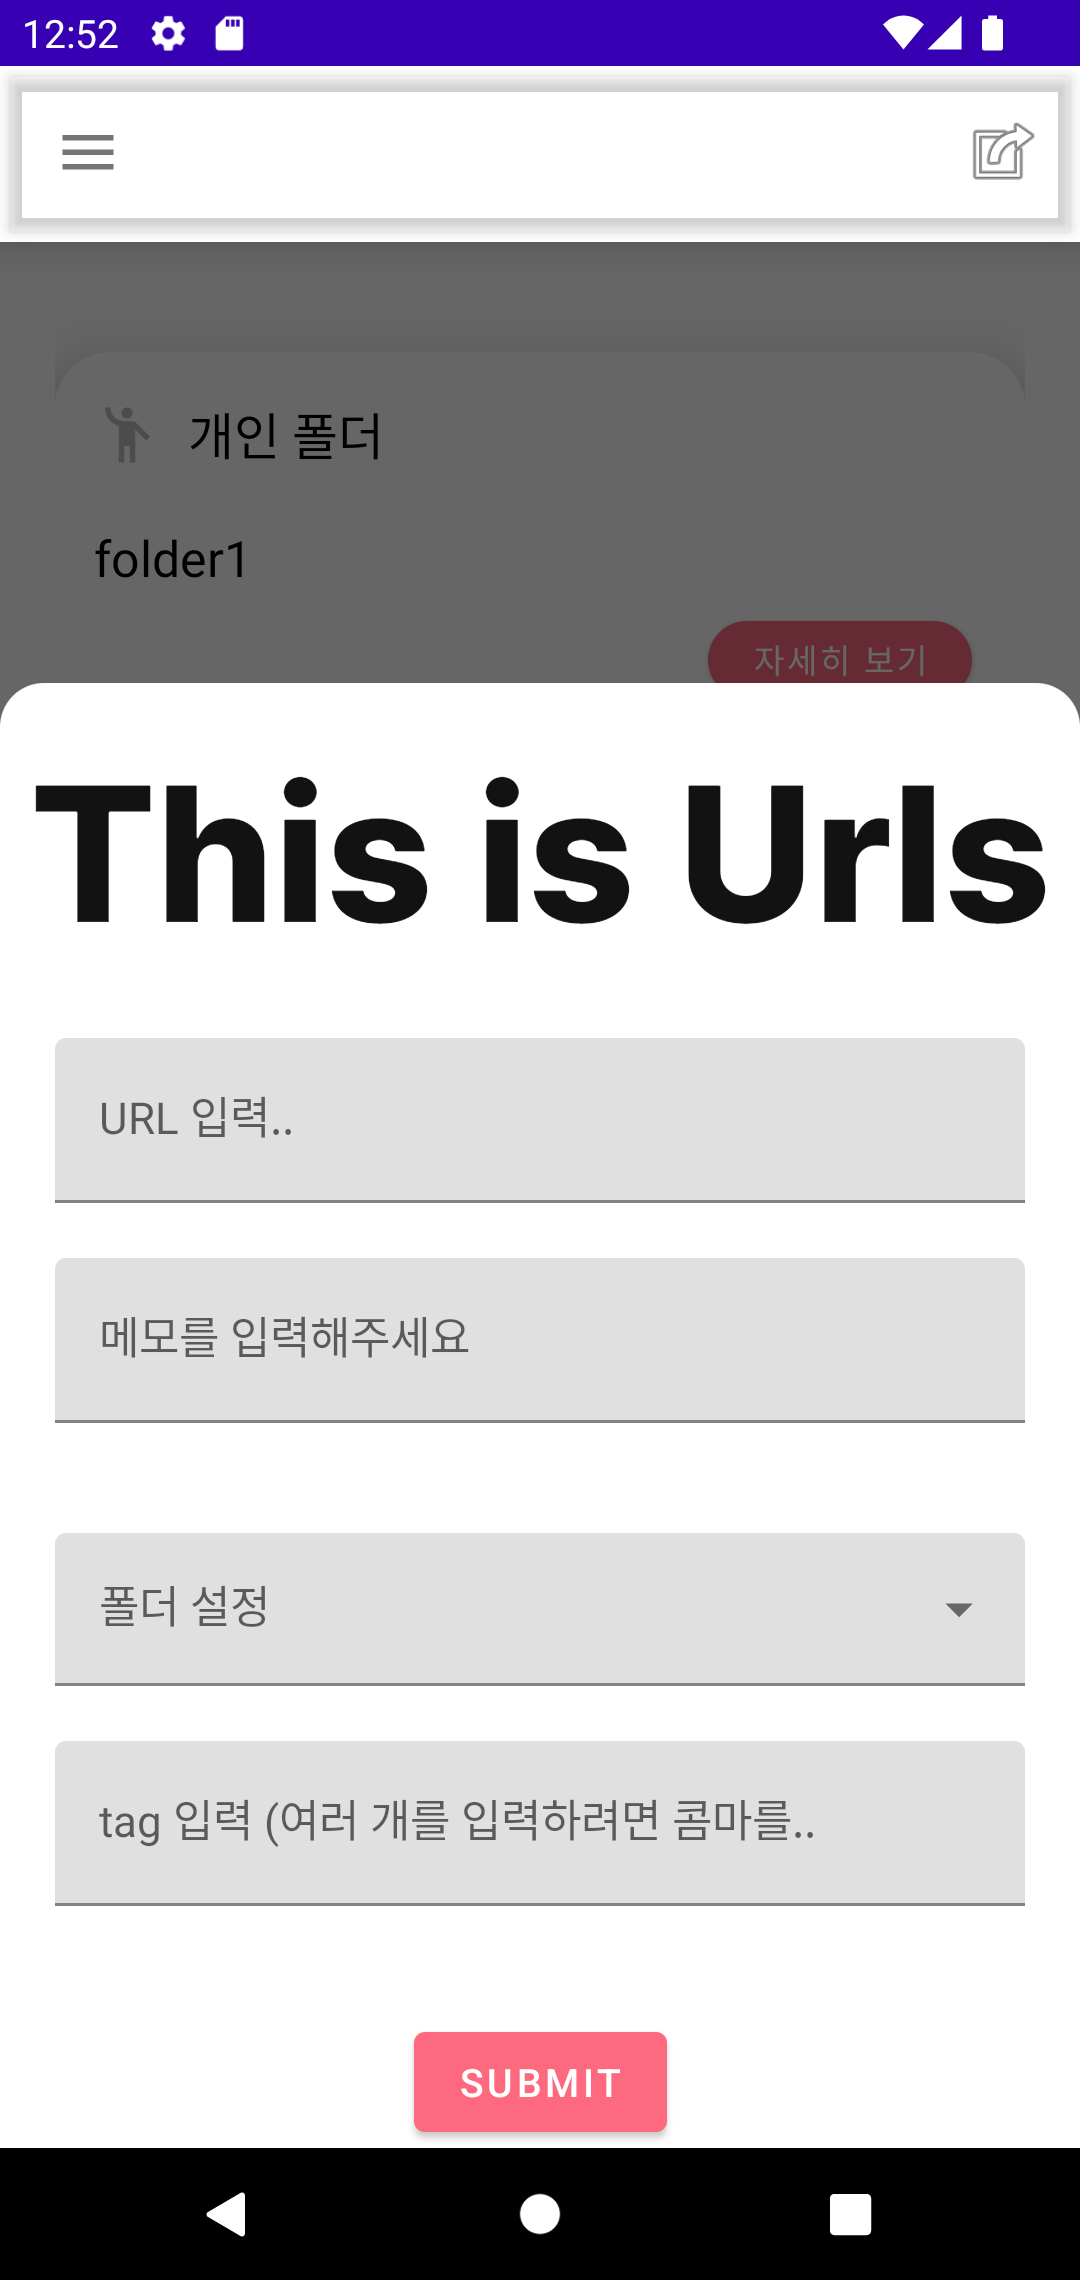 12:52
개인 폴더
folder1
자세히 보기
This is Urls
URL 입력..
메모를 입력해주세요
폴더 설정
tag 입력 (여러 개를 입력하려면 콤마를..
SUBMIT